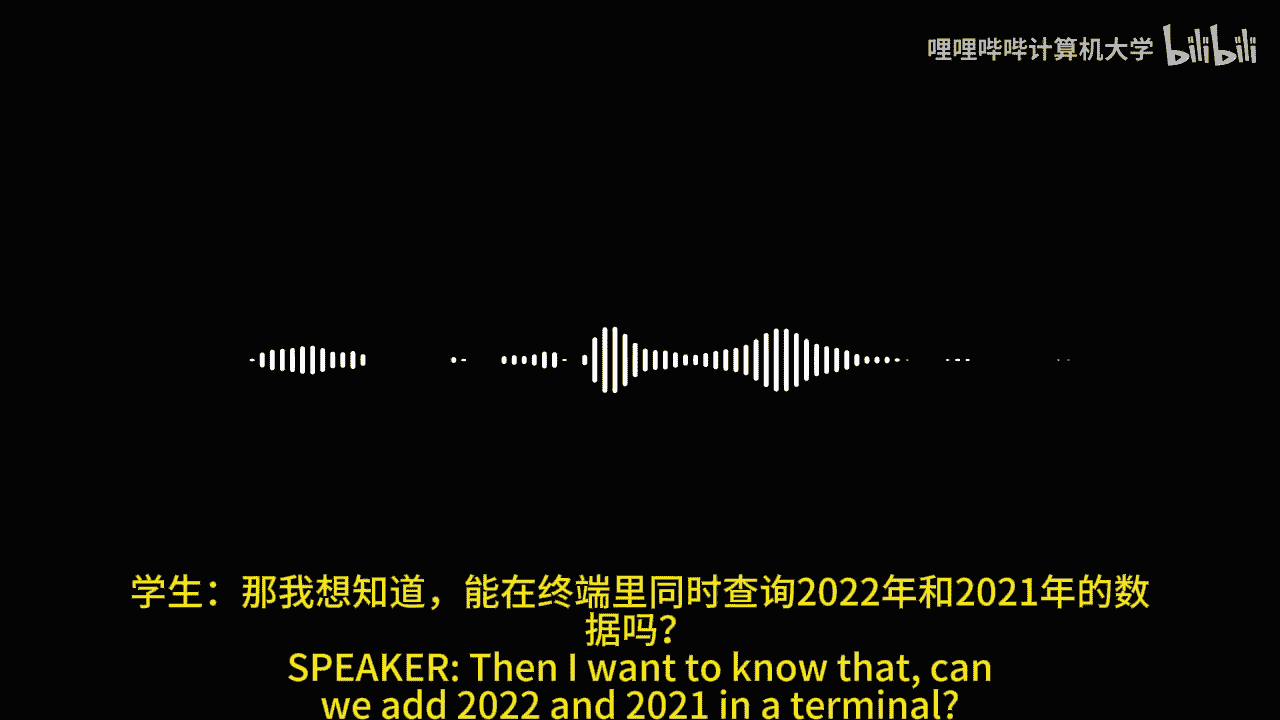 哩哩哔哔计算机大学 bilibili
学生：那我想知道，能在终端里同时查询2022年和2021年的数
据吗？
SPEAKER: Then I want to know that, can
we add 2022 and 2021 in a terminal?